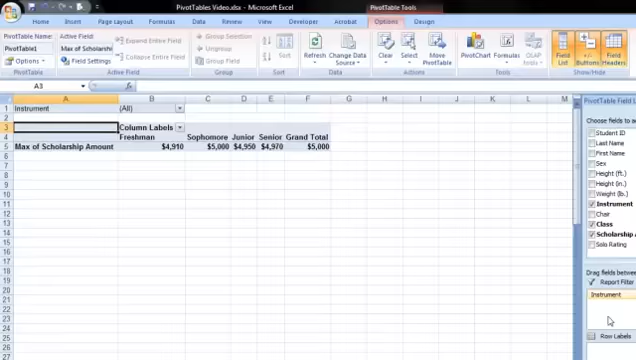 PivotTables Video.xlsx - Microsoft Excel
PivotTable Tools
Home Insert Page Layout Formulas Data Review View Developer Acrobat Options Design
PivotTable Name:
PivotTable1
Options
PivotTable
Active Field:
Max of Scholarshi
Field Settings
Expand Entire Field
Collapse Entire Field
Active Field
Group Selection
Ungroup
Group Field
Group
Sort
Sort
Refresh
Change Data Source
Data
Clear
Select
Move PivotTable
Actions
PivotChart
Formulas
Tools
Field List
+/- Buttons
Field Headers
Show/Hide
A3
A B C D E F G H I J K L M
1 Instrument (All)
2
3 Column Labels
4 Freshman Sophomore Junior Senior Grand Total
5 Max of Scholarship Amount $4,910 $5,000 $4,950 $4,970 $5,000
6
7
8
9
10
11
12
13
14
15
16
17
18
19
20
21
22
23
24
25
26
27
PivotTable Field L
Choose fields to a
Student ID
Last Name
First Name
Sex
Height (ft.)
Height (in.)
Weight (lb.)
Instrument
Chair
Class
Scholarship A
Solo Rating
Drag fields between
Report Filter
Instrument
Row Labels